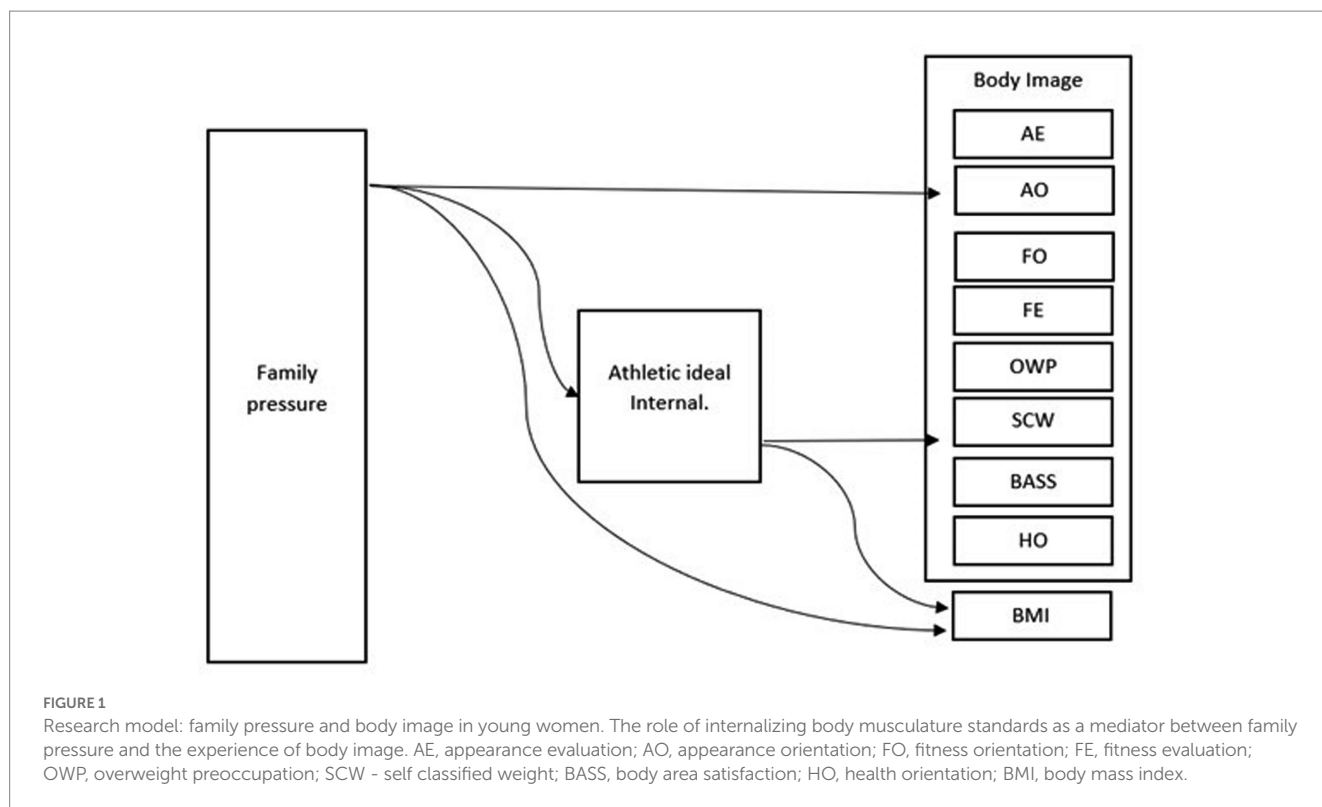 Body Image
AE
AO
FO
FE
OWP
SCW
BASS
HO
BMI
Family
pressure
Athletic ideal
Internal.
FIGURE 1
Research model: family pressure and body image in young women. The role of internalizing body musculature standards as a mediator between family
pressure and the experience of body image. AE, appearance evaluation; AO, appearance orientation; FO, fitness orientation; FE, fitness evaluation;
OWP, overweight preoccupation; SCW - self classified weight; BASS, body area satisfaction; HO, health orientation; BMI, body mass index.